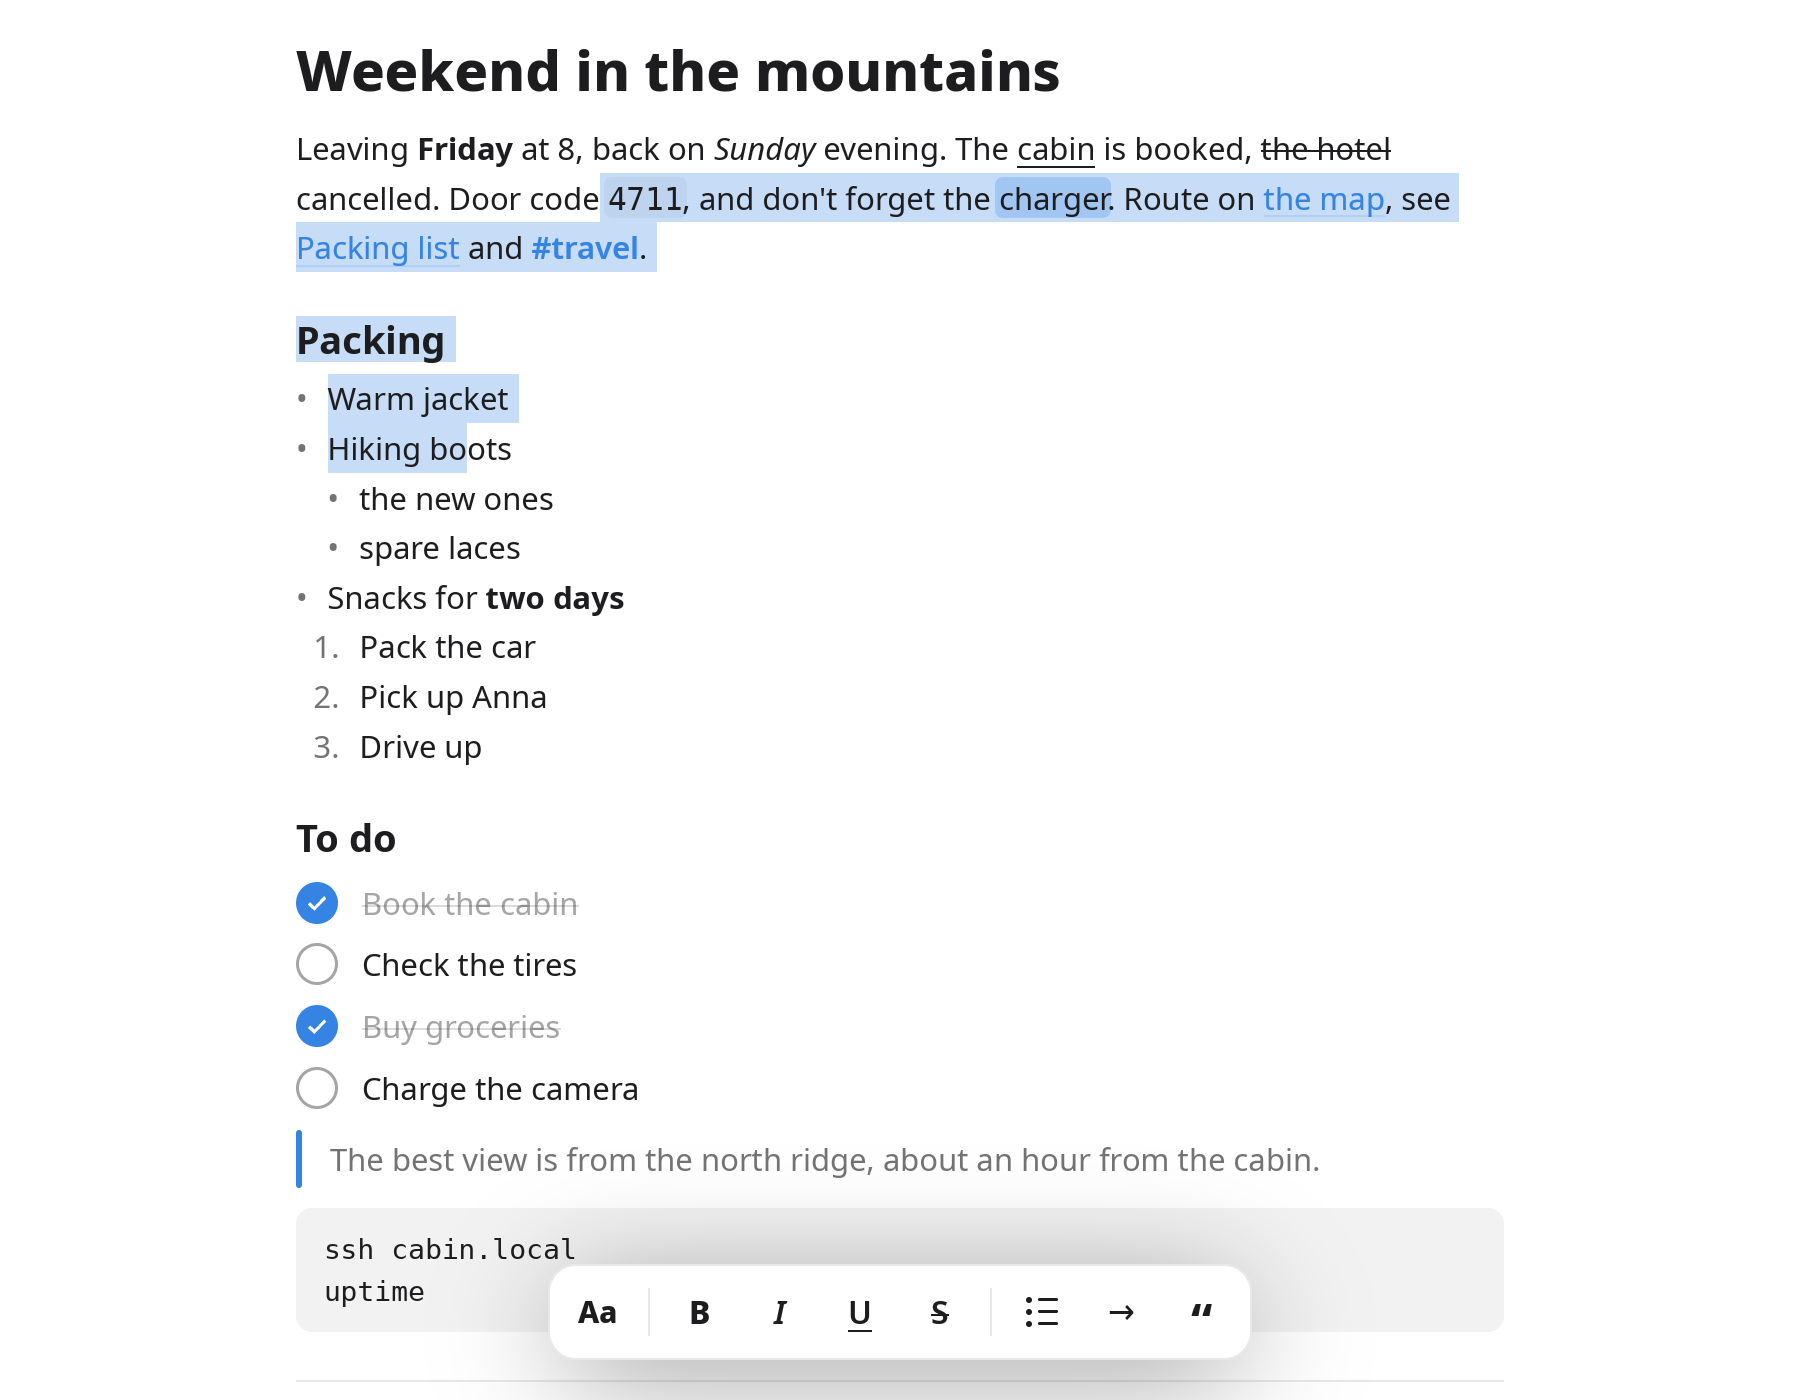 Weekend in the mountains
Leaving Friday at 8, back on Sunday evening. The cabin is booked, the hotel
cancelled. Door code 4711, and don't forget the charger. Route on the map, see
Packing list and #travel.
Packing
• Warm jacket
• Hiking boots
• the new ones
• spare laces
• Snacks for two days
1. Pack the car
2. Pick up Anna
3. Drive up
To do
Book the cabin
Check the tires
Buy groceries
Charge the camera
The best view is from the north ridge, about an hour from the cabin.
ssh cabin.local
uptime
Aa B I U S → “